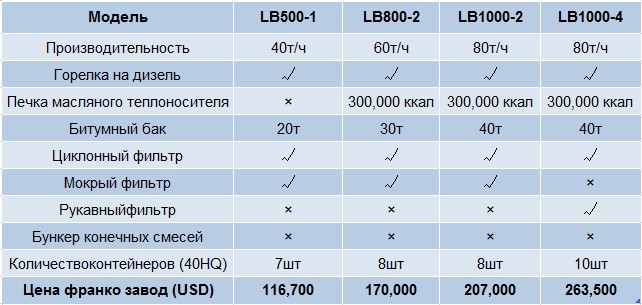 Модель LB500-1 LB800-2 LB1000-2 LB1000-4
Производительность 40т/ч 60т/ч 80т/ч 80т/ч
Горелка на дизель ✓ ✓ ✓ ✓
Печка масляного теплоносителя × 300,000 ккал 300,000 ккал 300,000 ккал
Битумный бак 20т 30т 40т 40т
Циклонный фильтр ✓ ✓ ✓ ✓
Мокрый фильтр ✓ ✓ ✓ ×
Рукавныйфильтр × × × ✓
Бункер конечных смесей × × × ×
Количествоконтейнеров (40HQ) 7шт 8шт 8шт 10шт
Цена франко завод (USD) 116,700 170,000 207,000 263,500